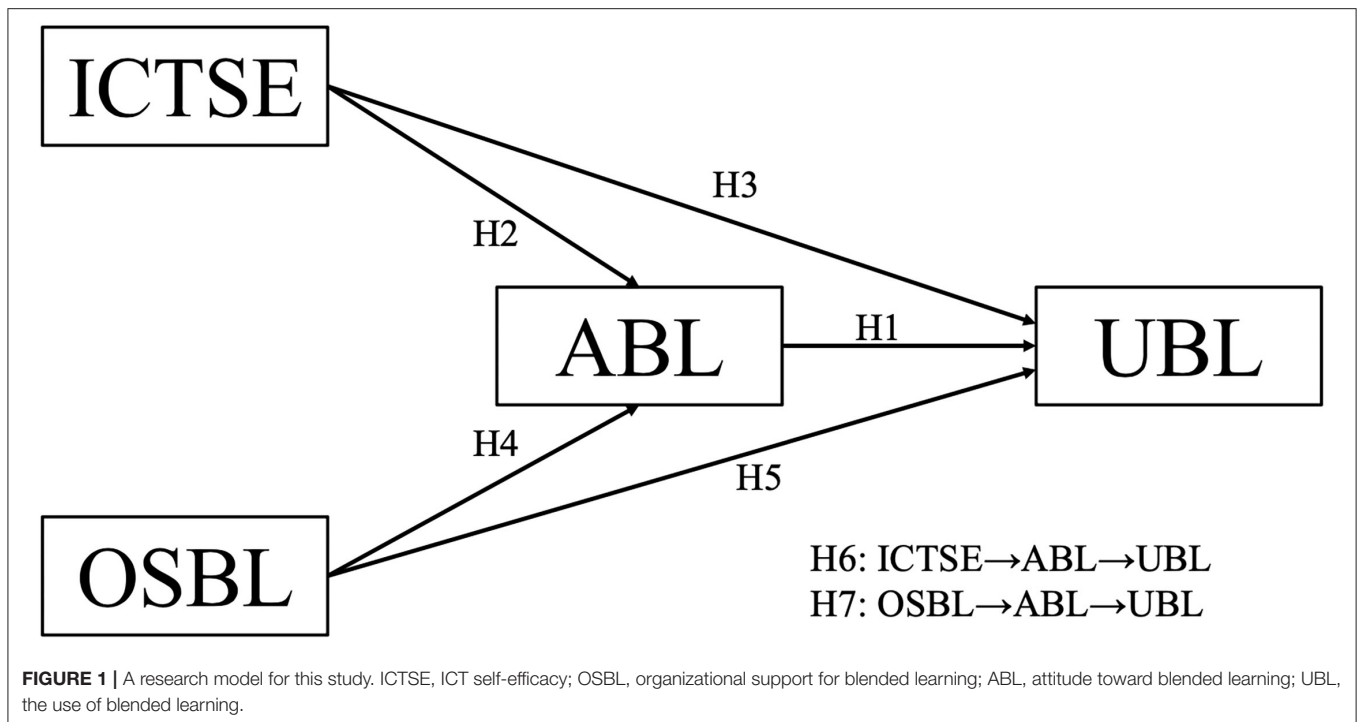 ICTSE
H3
H2
ABL
H1
UBL
H4
H5
OSBL
H6: ICTSE→ABL→UBL
H7: OSBL→ABL→UBL
FIGURE 1 | A research model for this study. ICTSE, ICT self-efficacy; OSBL, organizational support for blended learning; ABL, attitude toward blended learning; UBL,
the use of blended learning.